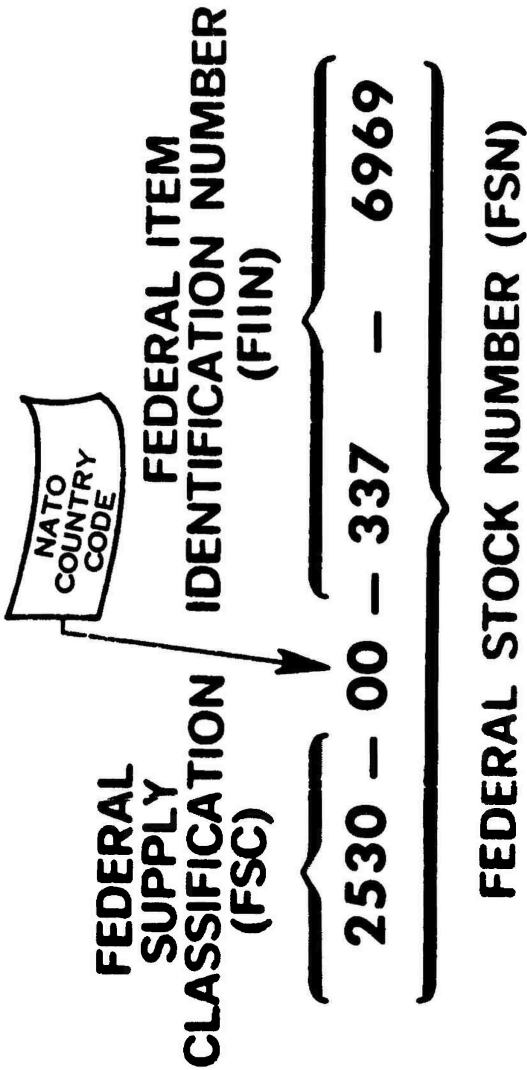 NATO
COUNTRY
CODE
FEDERAL
SUPPLY
CLASSIFICATION
(FSC)
FEDERAL ITEM
IDENTIFICATION NUMBER
(FIIN)
2530 — 00 — 337 — 6969
FEDERAL STOCK NUMBER (FSN)